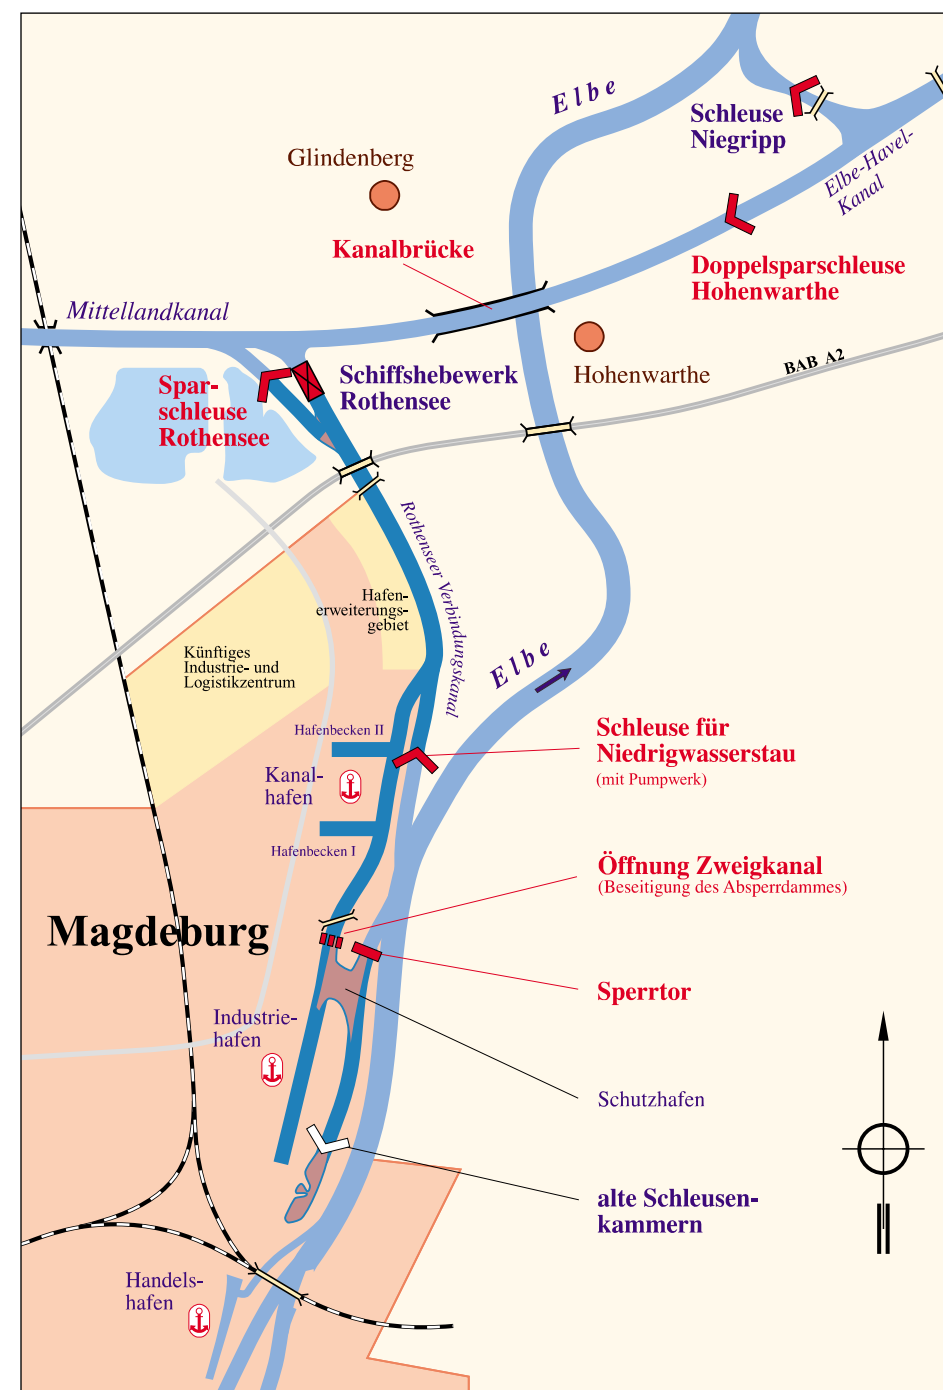 Elbe
Schleuse
Niegripp
Elbe-Havel-
Kanal
Glindenberg
Kanalbrücke
Doppelsparschleuse
Hohenwarthe
Mittellandkanal
BAB A2
Hohenwarthe
Schiffshebewerk
Rothensee
Spar-
schleuse
Rothensee
Rothenseer Verbindungskanal
Hafen-
erweiterungs-
gebiet
Künftiges
Industrie- und
Logistikzentrum
Elbe
Hafenbecken II
Schleuse für
Niedrigwasserstau
(mit Pumpwerk)
Kanal-
hafen
Hafenbecken I
Öffnung Zweigkanal
(Beseitigung des Absperrdammes)
Magdeburg
Sperrtor
Industrie-
hafen
Schutzhafen
alte Schleusen-
kammern
Handels-
hafen